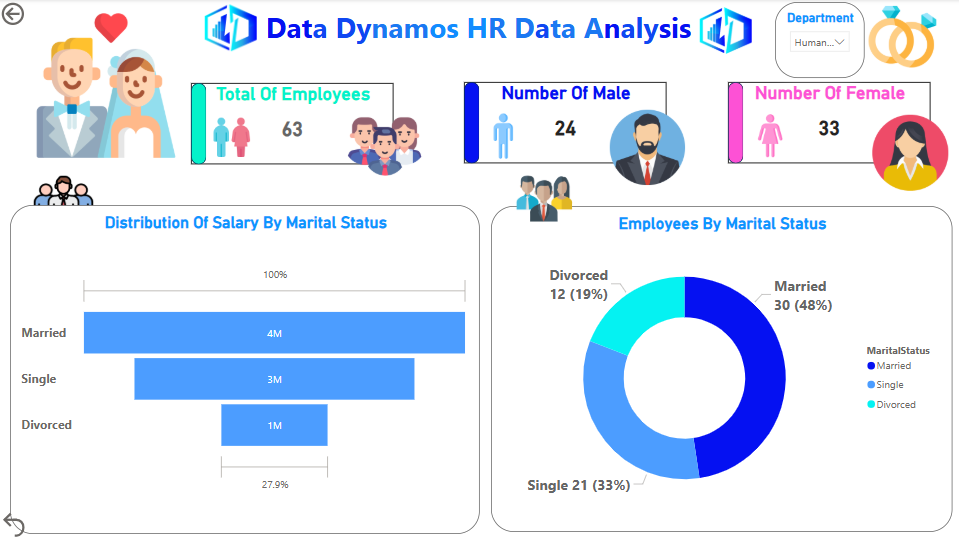 Data Dynamos HR Data Analysis
Department
Human...
Total Of Employees
63
Number Of Male
24
Number Of Female
33
Distribution Of Salary By Marital Status
100%
Married
4M
Single
3M
Divorced
1M
27.9%
Employees By Marital Status
Divorced
12 (19%)
Married
30 (48%)
Single 21 (33%)
MaritalStatus
Married
Single
Divorced